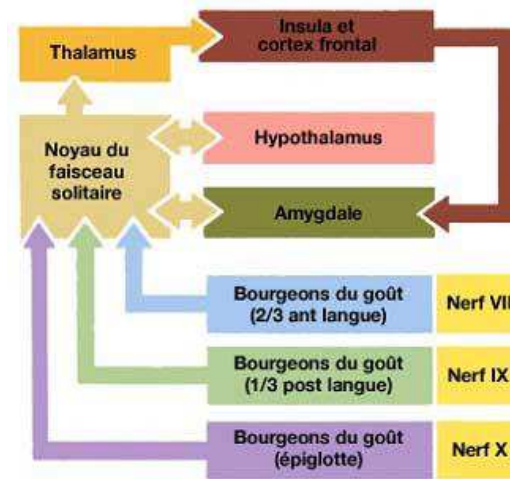 Insula et
cortex frontal
Thalamus
Noyau du
faisceau
solitaire
Hypothalamus
Amygdale
Bourgeons du goût
(2/3 ant langue)
Nerf VII
Bourgeons du goût
(1/3 post langue)
Nerf IX
Bourgeons du goût
(épiglotte)
Nerf X